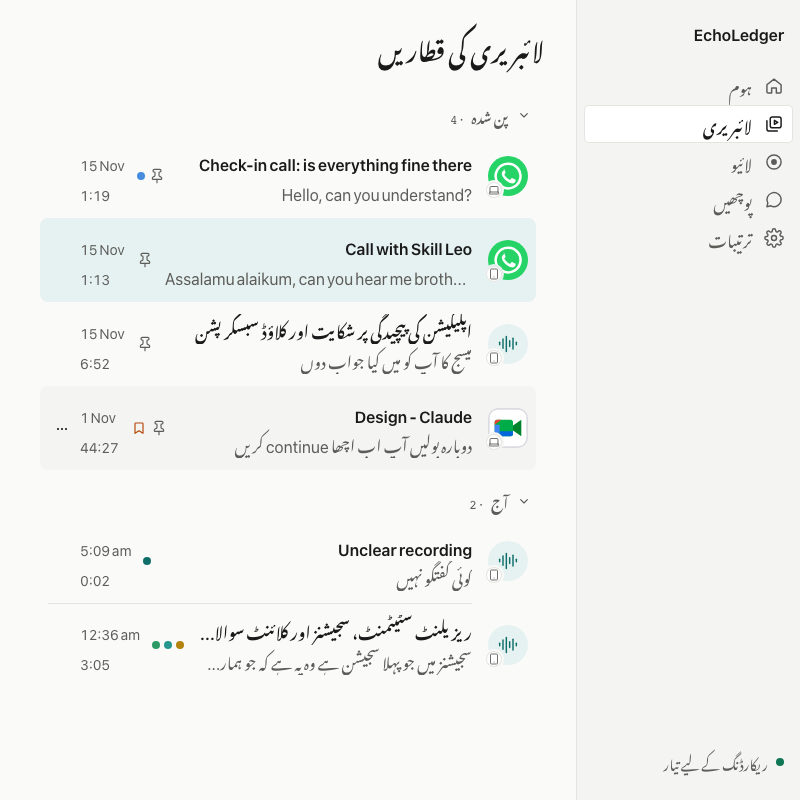 EchoLedger
ہوم
لائبریری
لائیو
پوچھیں
ترتیبات
ریکارڈنگ کے لیے تیار
لائبریری کی قطاریں
پن شدہ · 4
Check-in call: is everything fine there
15 Nov
Hello, can you understand?
1:19
Call with Skill Leo
15 Nov
Assalamu alaikum, can you hear me broth...
1:13
اپلیلیشن کی پیچیدگی پر شکایت اور کلاؤڈ سبسکرپشن
15 Nov
میسج کا آپ کو میں کیا جواب دوں
6:52
Design - Claude
1 Nov
...
دوبارہ بولیں آپ اب اچھا continue کریں
44:27
آج · 2
Unclear recording
5:09 am
کوئی گفتگو نہیں
0:02
ریزیلنٹ سٹیٹمنٹ، سجیشنز اور کلائنٹ سوالا...
12:36 am
سجیشنز میں جو پہلا سجیشن ہے وہ یہ ہے کہ جو ہمار...
3:05